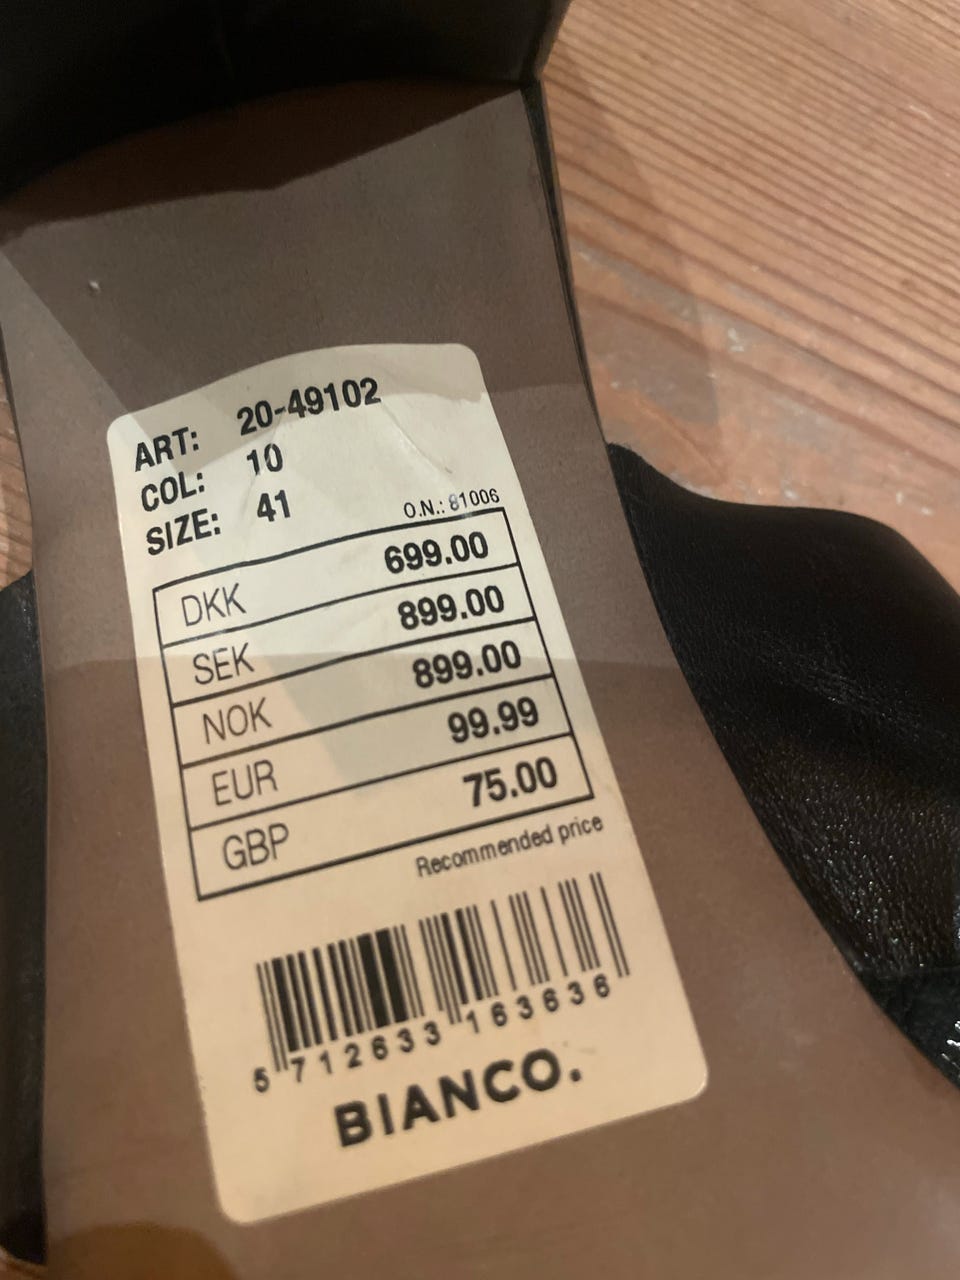 ART: 20-49102
COL: 10
SIZE: 41
O.N.: 81006
DKK 699.00
SEK 899.00
NOK 899.00
EUR 99.99
GBP 75.00
Recommended price
5 712633 163636
BIANCO.